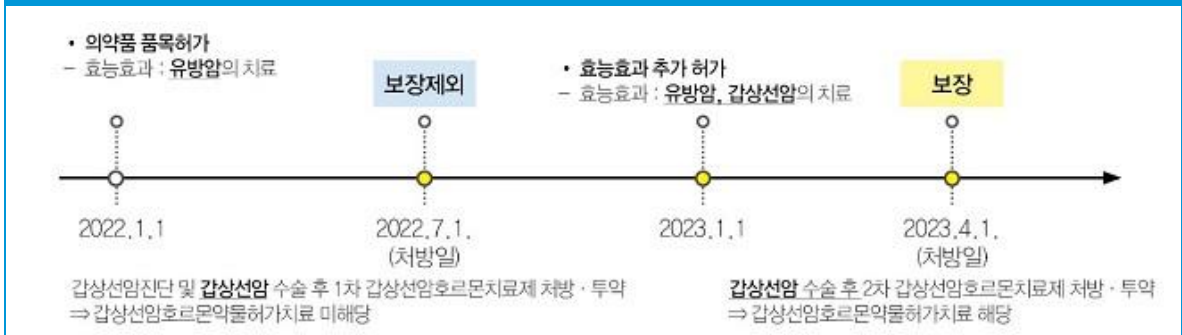 • 의약품 품목허가
– 효능효과 : 유방암의 치료
보장제외
• 효능효과 추가 허가
– 효능효과 : 유방암, 갑상선암의 치료
보장
2022.1.1
2022.7.1.
(처방일)
2023.1.1
2023.4.1.
(처방일)
갑상선암진단 및 갑상선암 수술 후 1차 갑상선암호르몬치료제 처방·투약
⇒ 갑상선암호르몬약물허가치료 미해당
갑상선암 수술 후 2차 갑상선암호르몬치료제 처방·투약
⇒ 갑상선암호르몬약물허가치료 해당